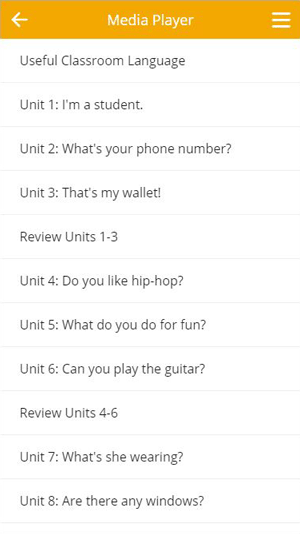 Media Player
Useful Classroom Language
Unit 1: I'm a student.
Unit 2: What's your phone number?
Unit 3: That's my wallet!
Review Units 1-3
Unit 4: Do you like hip-hop?
Unit 5: What do you do for fun?
Unit 6: Can you play the guitar?
Review Units 4-6
Unit 7: What's she wearing?
Unit 8: Are there any windows?